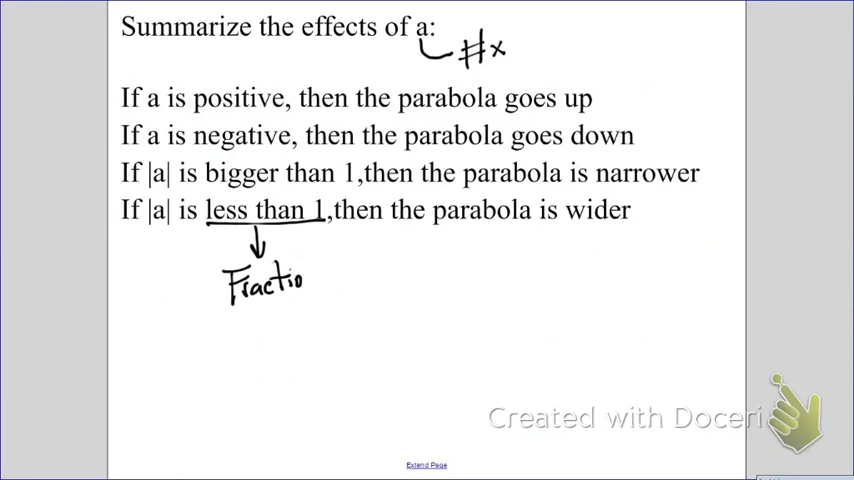 Summarize the effects of a:
#x
If a is positive, then the parabola goes up
If a is negative, then the parabola goes down
If |a| is bigger than 1,then the parabola is narrower
If |a| is less than 1,then the parabola is wider
Fractio
Created with Doceri
Extend Page